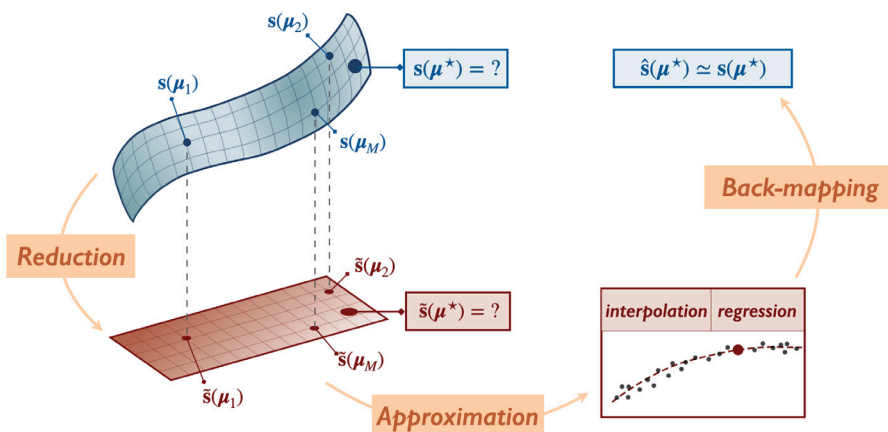 s(μ₂)
s(μ₁)
s(μ⋆) = ?
ŝ(μ⋆) ≃ s(μ⋆)
s(μ_M)
Back-mapping
Reduction
s̃(μ₂)
s̃(μ⋆) = ?
interpolation regression
s̃(μ_M)
s̃(μ₁)
Approximation